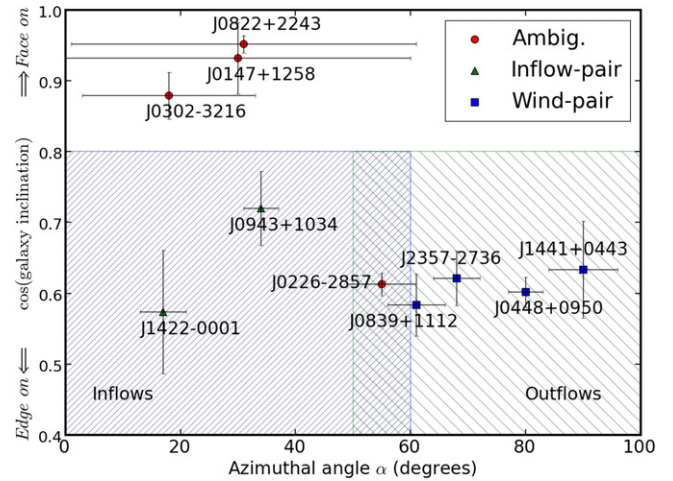 1.0
0.9
0.8
0.7
0.6
0.5
0.4
cos(galaxy inclination)
⟹ Face on
Edge on ⟸
J0822+2243
J0147+1258
J0302-3216
Ambig.
Inflow-pair
Wind-pair
J0943+1034
J2357-2736
J1441+0443
J0226-2857
J0448+0950
J0839+1112
J1422-0001
Inflows
Outflows
0
20
40
60
80
100
Azimuthal angle α (degrees)